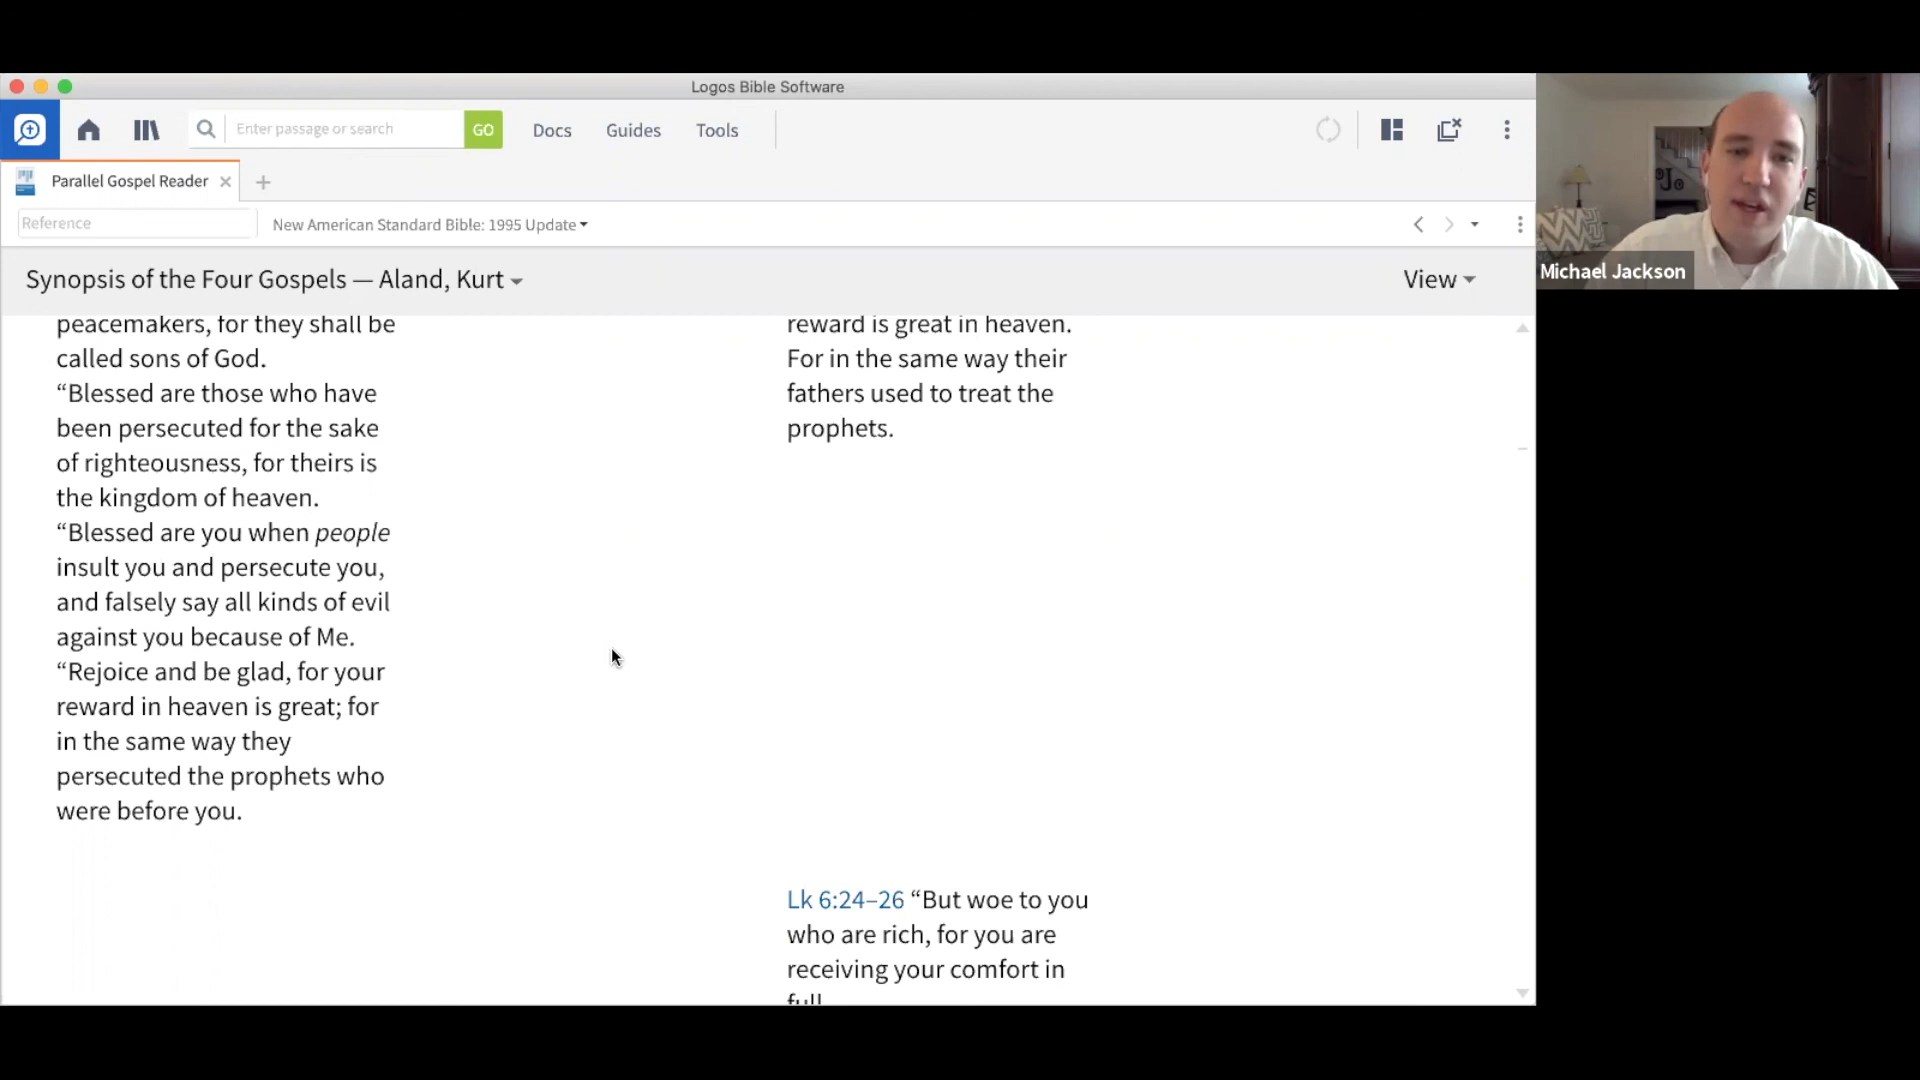 Logos Bible Software
Enter passage or search
GO
Docs
Guides
Tools
Parallel Gospel Reader
Reference
New American Standard Bible: 1995 Update
Synopsis of the Four Gospels — Aland, Kurt
View
Michael Jackson
peacemakers, for they shall be
called sons of God.
“Blessed are those who have
been persecuted for the sake
of righteousness, for theirs is
the kingdom of heaven.
“Blessed are you when people
insult you and persecute you,
and falsely say all kinds of evil
against you because of Me.
“Rejoice and be glad, for your
reward in heaven is great; for
in the same way they
persecuted the prophets who
were before you.
reward is great in heaven.
For in the same way their
fathers used to treat the
prophets.
Lk 6:24–26 “But woe to you
who are rich, for you are
receiving your comfort in
full